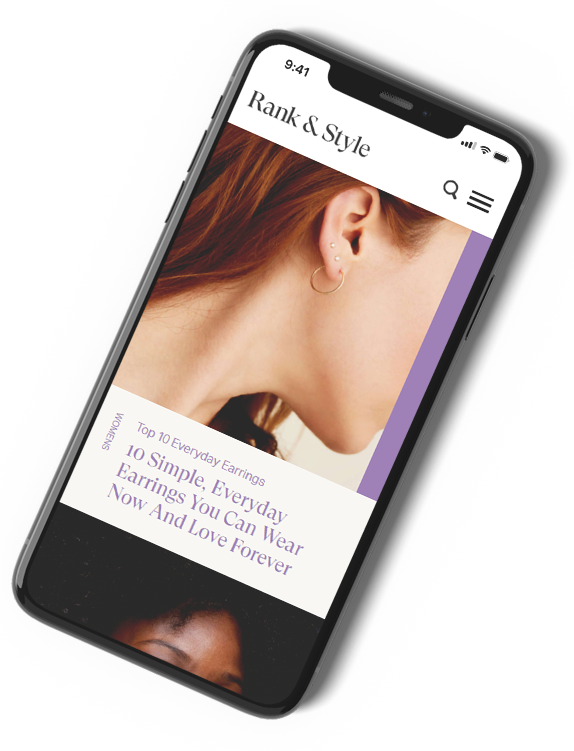 9:41
Rank & Style
WOMENS
Top 10 Everyday Earrings
10 Simple, Everyday
Earrings You Can Wear
Now And Love Forever